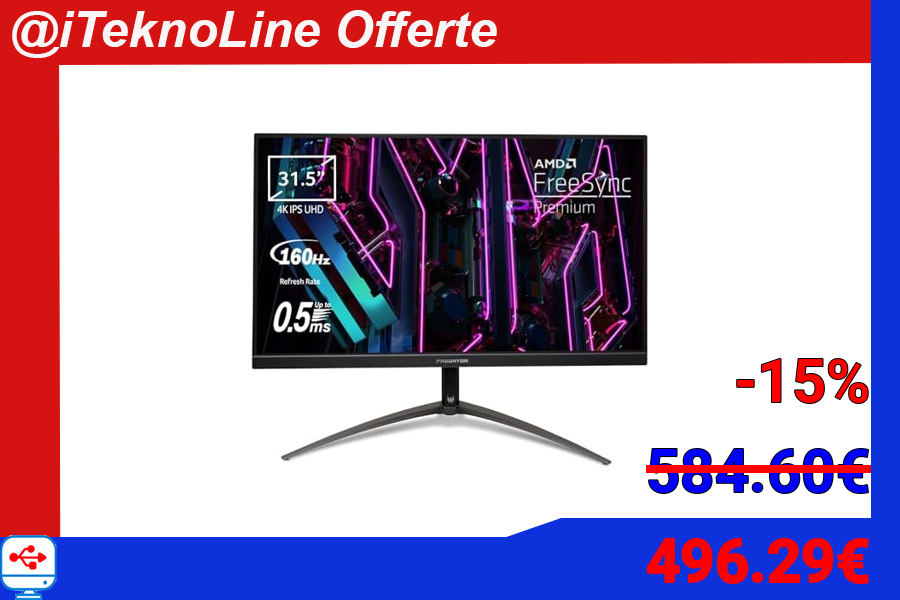 @iTeknoLine Offerte
31.5"
4K IPS UHD
160Hz
Refresh Rate
Up to
0.5ms
AMD
FreeSync
Premium
PREDATOR
-15%
584.60€
496.29€